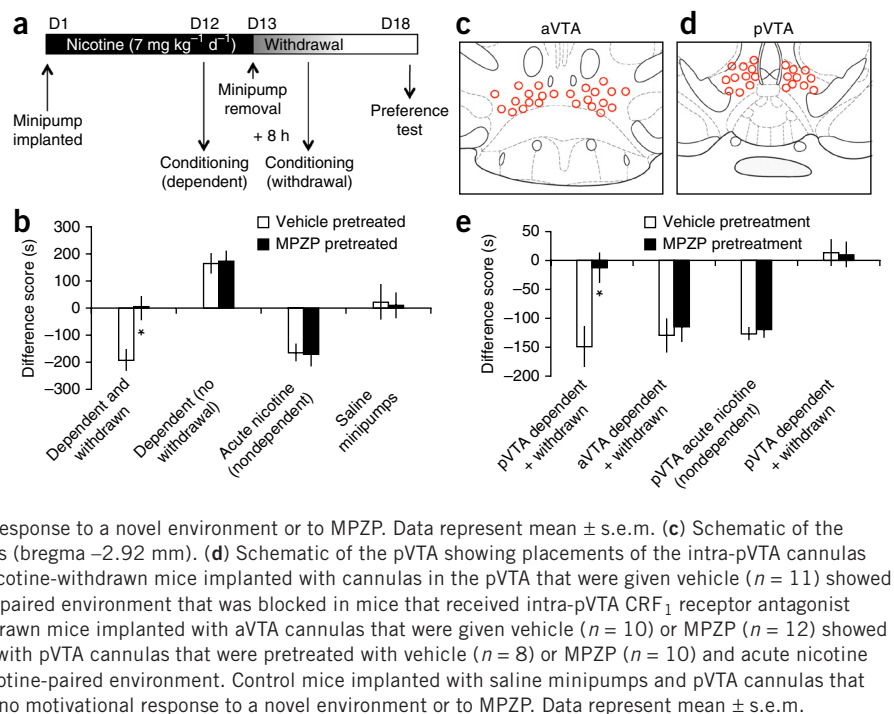 a
D1 D12 D13 D18
Nicotine (7 mg kg⁻¹ d⁻¹) Withdrawal
Minipump implanted
Minipump removal
+ 8 h
Preference test
Conditioning (dependent)
Conditioning (withdrawal)
c
aVTA
d
pVTA
b
Difference score (s)
300
200
100
0
–100
–200
–300
Vehicle pretreated
MPZP pretreated
*
Dependent and withdrawn
Dependent (no withdrawal)
Acute nicotine (nondependent)
Saline minipumps
e
Difference score (s)
50
0
–50
–100
–150
–200
Vehicle pretreatment
MPZP pretreatment
*
pVTA dependent + withdrawn
aVTA dependent + withdrawn
pVTA acute nicotine (nondependent)
pVTA dependent + withdrawn
esponse to a novel environment or to MPZP. Data represent mean ± s.e.m. (c) Schematic of the
s (bregma –2.92 mm). (d) Schematic of the pVTA showing placements of the intra-pVTA cannulas
cotine-withdrawn mice implanted with cannulas in the pVTA that were given vehicle (n = 11) showed
paired environment that was blocked in mice that received intra-pVTA CRF₁ receptor antagonist
drawn mice implanted with aVTA cannulas that were given vehicle (n = 10) or MPZP (n = 12) showed
with pVTA cannulas that were pretreated with vehicle (n = 8) or MPZP (n = 10) and acute nicotine
otine-paired environment. Control mice implanted with saline minipumps and pVTA cannulas that
no motivational response to a novel environment or to MPZP. Data represent mean ± s.e.m.